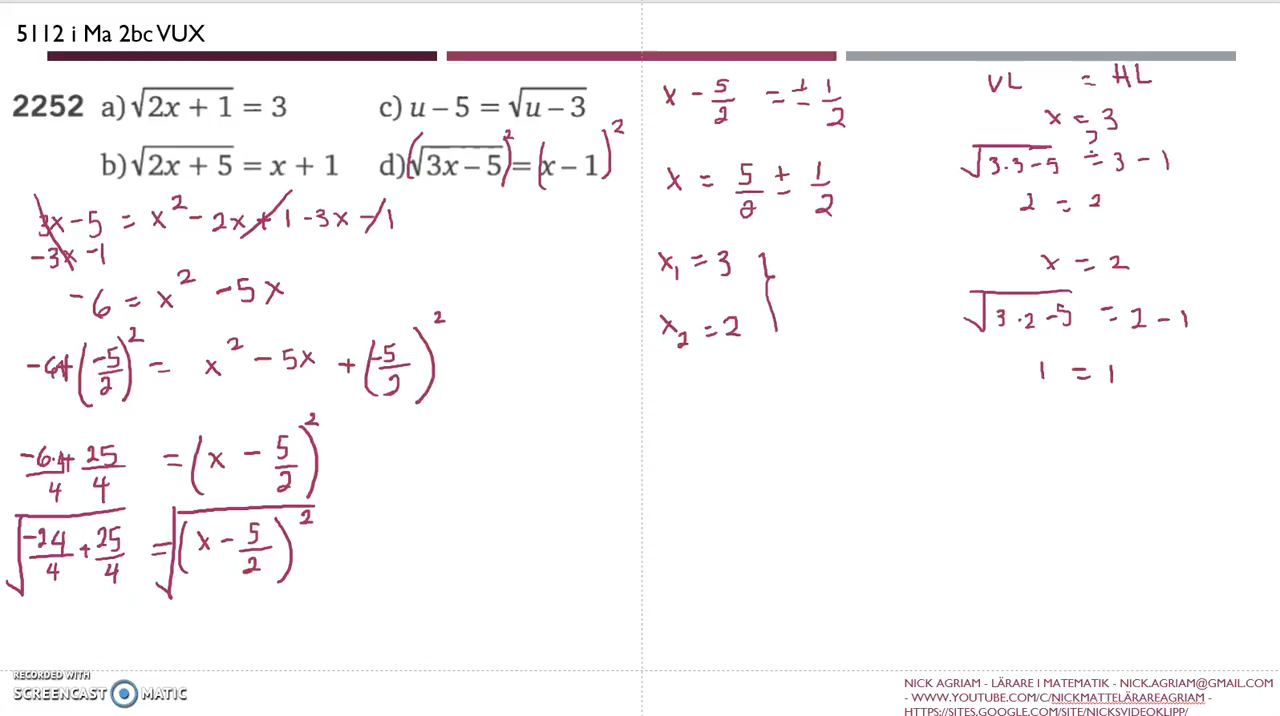 5112 i Ma 2bc VUX
2252 a) √(2x + 1) = 3
c) u – 5 = √(u – 3)
b) √(2x + 5) = x + 1
d) (√(3x – 5))² = (x – 1)²
3x - 5 = x² - 2x + 1 - 3x - 1
-3x -1
-6 = x² - 5x
-6 + (-5/2)² = x² - 5x + (-5/2)²
-6·4/4 + 25/4 = (x - 5/2)²
√(-24/4 + 25/4) = √(x - 5/2)²
x - 5/2 = ± 1/2
x = 5/2 ± 1/2
x₁ = 3
x₂ = 2
VL = HL
x = 3
?
√(3·3 - 5) = 3 - 1
2 = 2
x = 2
√(3·2 - 5) = 2 - 1
1 = 1
RECORDED WITH
SCREENCAST MATIC
NICK AGRIAM - LÄRARE I MATEMATIK - NICK.AGRIAM@GMAIL.COM
- WWW.YOUTUBE.COM/C/NICKMATTELÄRAREAGRIAM -
HTTPS://SITES.GOOGLE.COM/SITE/NICKSVIDEOKLIPP/